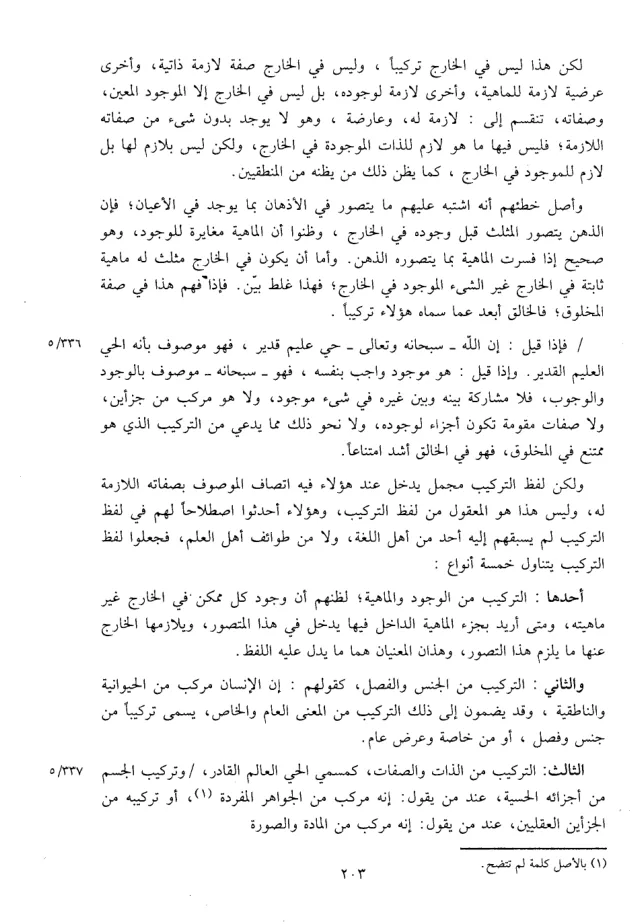 لكن هذا ليس في الخارج تركيباً ، وليس في الخارج صفة لازمة ذاتية، وأخرى
عرضية لازمة للماهية، وأخرى لازمة لوجوده، بل ليس في الخارج إلا الموجود المعين،
وصفاته، تنقسم إلى : لازمة له، وعارضة ، وهو لا يوجد بدون شىء من صفاته
اللازمة؛ فليس فيها ما هو لازم للذات الموجودة في الخارج، ولكن ليس بلازم لها بل
لازم للموجود في الخارج ، كما يظن ذلك من يظنه من المنطقيين.
وأصل خطئهم أنه اشتبه عليهم ما يتصور في الأذهان بما يوجد في الأعيان؛ فإن
الذهن يتصور المثلث قبل وجوده في الخارج ، وظنوا أن الماهية مغايرة للوجود، وهو
صحيح إذا فسرت الماهية بما يتصوره الذهن. وأما أن يكون في الخارج مثلث له ماهية
ثابتة في الخارج غير الشىء الموجود في الخارج؛ فهذا غلط بيّن. فإذا فهم هذا في صفة
المخلوق؛ فالخالق أبعد عما سماه هؤلاء تركيباً .
/ فإذا قيل : إن اللّه ـ سبحانه وتعالى ـ حي عليم قدير ، فهو موصوف بأنه الحي ٥/٣٣٦
العليم القدير. وإذا قيل : هو موجود واجب بنفسه ، فهو ـ سبحانه ـ موصوف بالوجود
والوجوب، فلا مشاركة بينه وبين غيره في شىء موجود، ولا هو مركب من جزأين،
ولا صفات مقومة تكون أجزاء لوجوده، ولا نحو ذلك مما يدعي من التركيب الذي هو
ممتنع في المخلوق، فهو في الخالق أشد امتناعاً.
ولكن لفظ التركيب مجمل يدخل عند هؤلاء فيه اتصاف الموصوف بصفاته اللازمة
له، وليس هذا هو المعقول من لفظ التركيب، وهؤلاء أحدثوا اصطلاحاً لهم في لفظ
التركيب لم يسبقهم إليه أحد من أهل اللغة، ولا من طوائف أهل العلم، فجعلوا لفظ
التركيب يتناول خمسة أنواع :
أحدها : التركيب من الوجود والماهية؛ لظنهم أن وجود كل ممكن في الخارج غير
ماهيته، ومتى أريد بجزء الماهية الداخل فيها يدخل في هذا المتصور، ويلازمها الخارج
عنها ما يلزم هذا التصور، وهذان المعنيان هما ما يدل عليه اللفظ.
والثاني : التركيب من الجنس والفصل، كقولهم : إن الإنسان مركب من الحيوانية
والناطقية ، وقد يضمون إلى ذلك التركيب من المعنى العام والخاص، يسمى تركيباً من
جنس وفصل ، أو من خاصة وعرض عام.
الثالث: التركيب من الذات والصفات، كمسمي الحي العالم القادر، / وتركيب الجسم ٥/٣٣٧
من أجزائه الحسية، عند من يقول: إنه مركب من الجواهر المفردة (١)، أو تركيبه من
الجزأين العقليين، عند من يقول: إنه مركب من المادة والصورة
(١) بالأصل كلمة لم تتضح.
٢٠٣